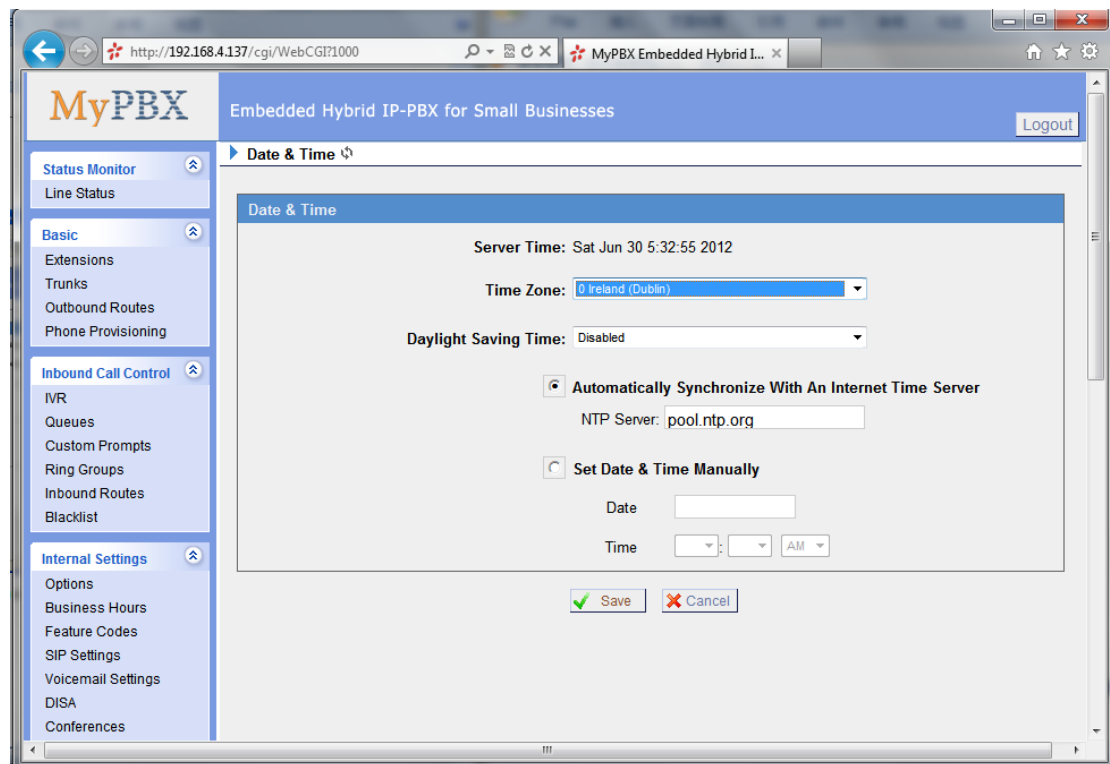 http://192.168.4.137/cgi/WebCGI?1000
MyPBX Embedded Hybrid I...
MyPBX
Embedded Hybrid IP-PBX for Small Businesses
Logout
Status Monitor
Line Status
Basic
Extensions
Trunks
Outbound Routes
Phone Provisioning
Inbound Call Control
IVR
Queues
Custom Prompts
Ring Groups
Inbound Routes
Blacklist
Internal Settings
Options
Business Hours
Feature Codes
SIP Settings
Voicemail Settings
DISA
Conferences
Date & Time
Date & Time
Server Time: Sat Jun 30 5:32:55 2012
Time Zone: 0 Ireland (Dublin)
Daylight Saving Time: Disabled
Automatically Synchronize With An Internet Time Server
NTP Server: pool.ntp.org
Set Date & Time Manually
Date
Time : AM
Save Cancel